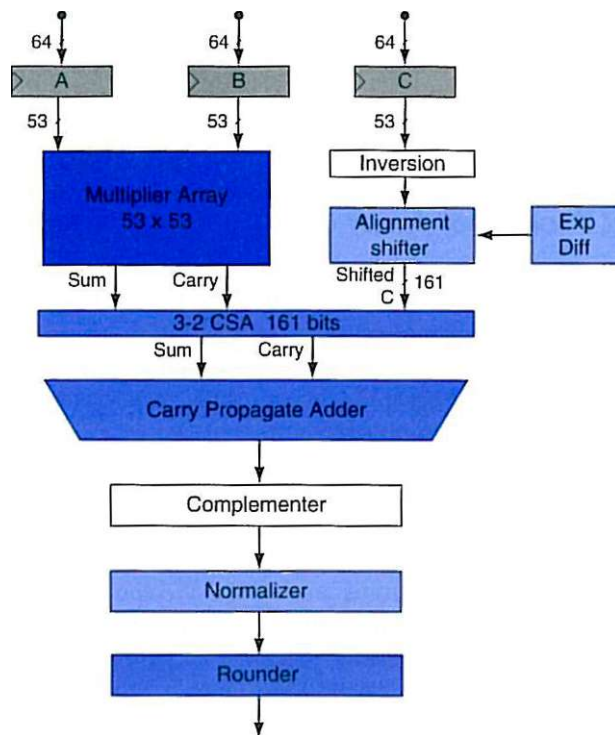 64 64 64
A B C
53 53 53
Inversion
Multiplier Array
53 x 53
Alignment
shifter
Exp
Diff
Sum Carry Shifted
C 161
3-2 CSA 161 bits
Sum Carry
Carry Propagate Adder
Complementer
Normalizer
Rounder